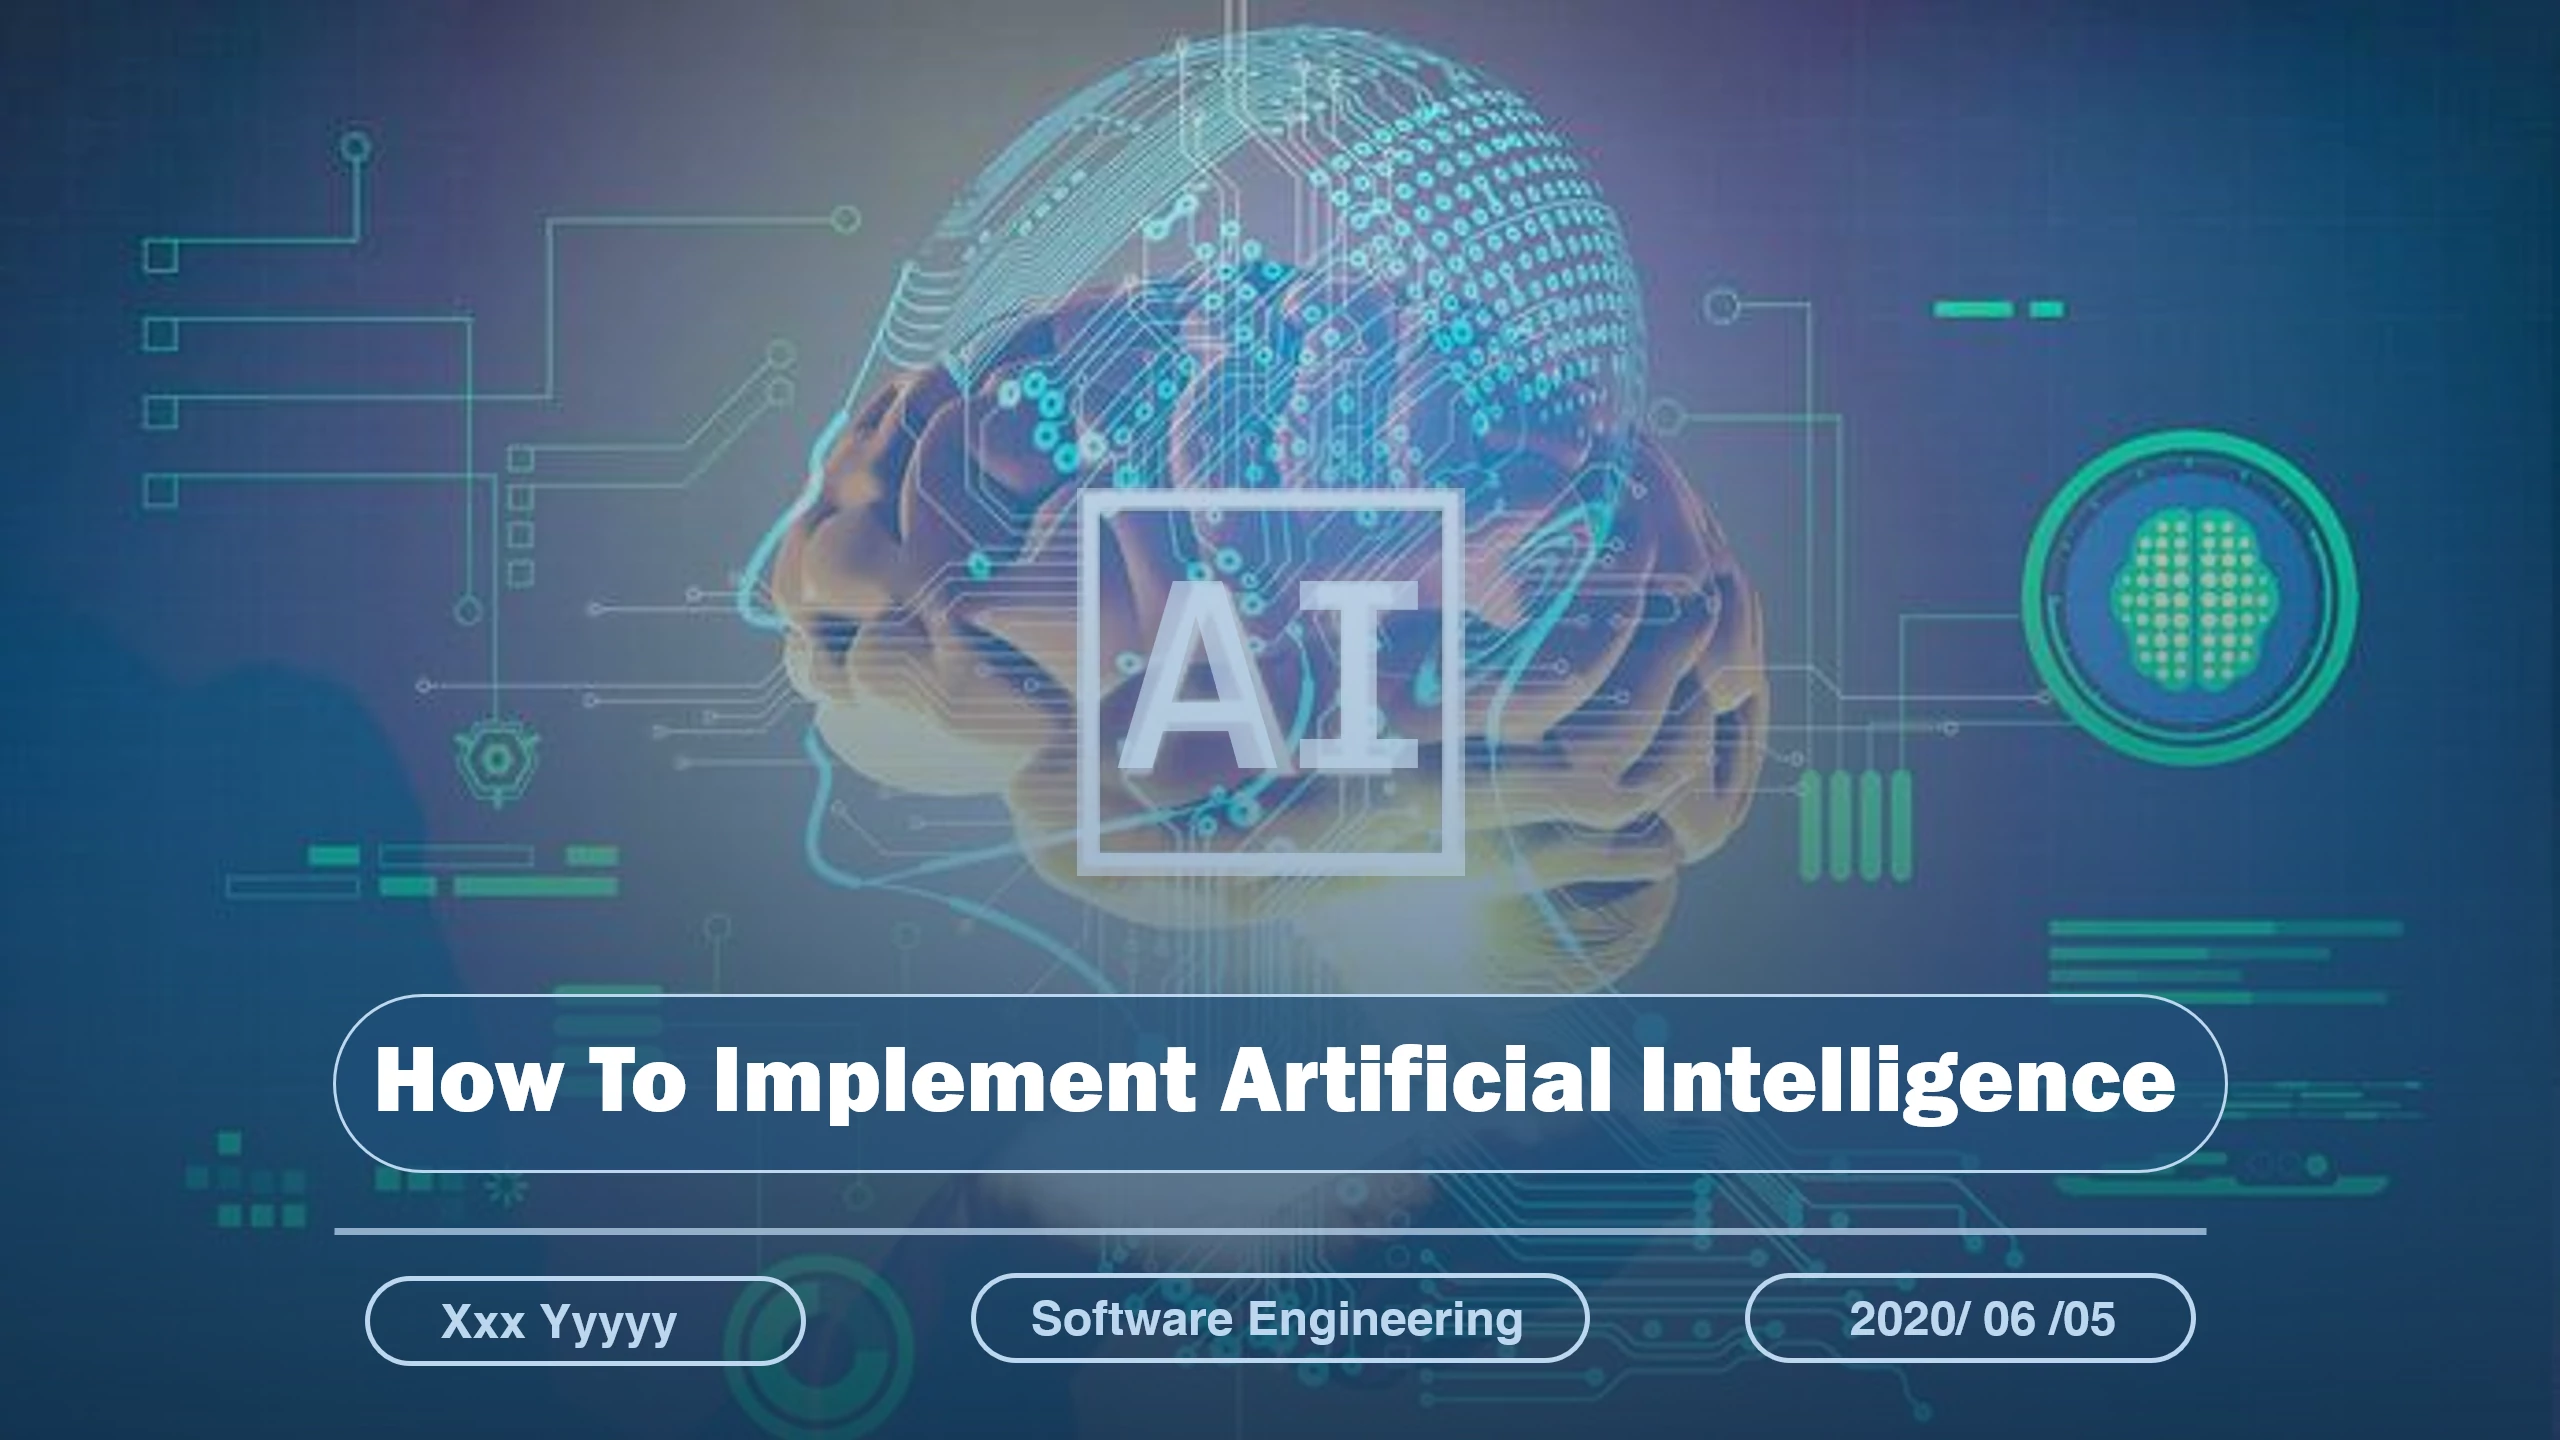 AI
How To Implement Artificial Intelligence
Xxx Yyyyy
Software Engineering
2020/ 06 /05